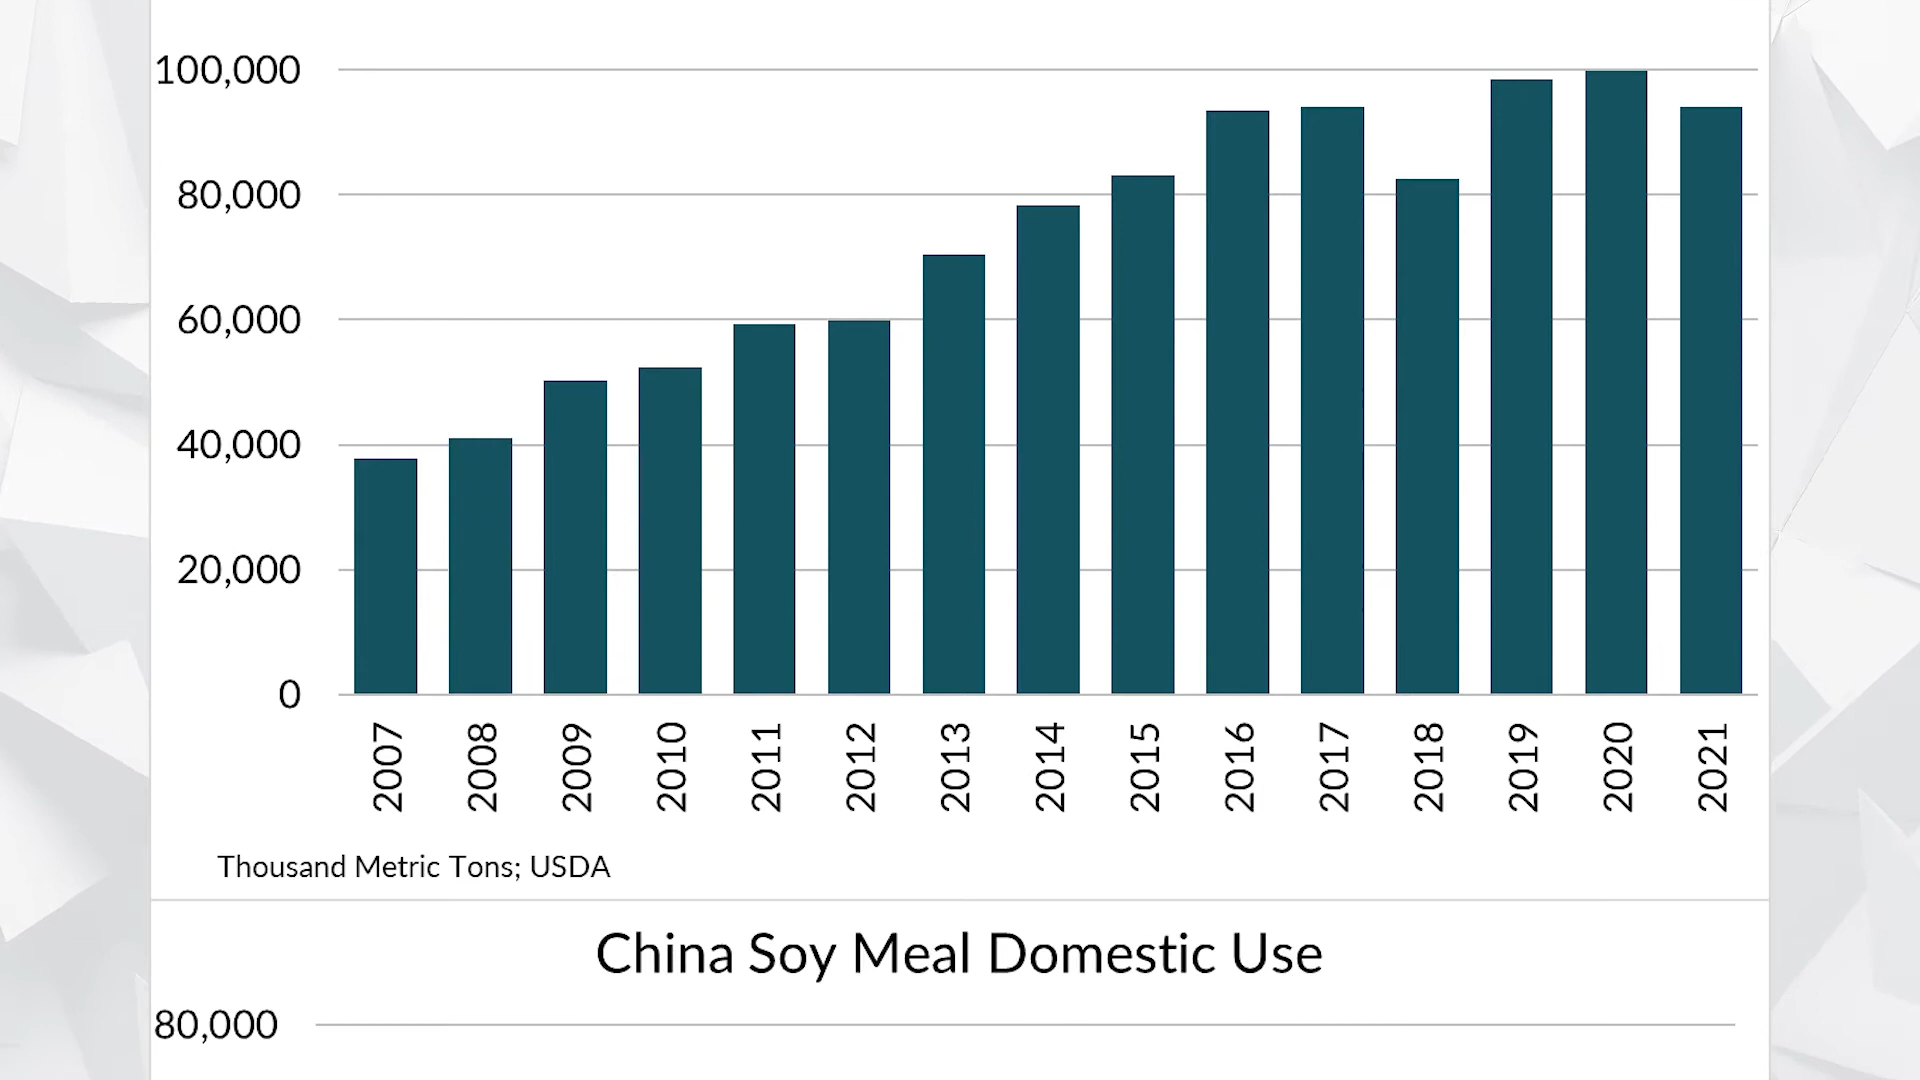 100,000
80,000
60,000
40,000
20,000
0
2007 2008 2009 2010 2011 2012 2013 2014 2015 2016 2017 2018 2019 2020 2021
Thousand Metric Tons; USDA
China Soy Meal Domestic Use
80,000